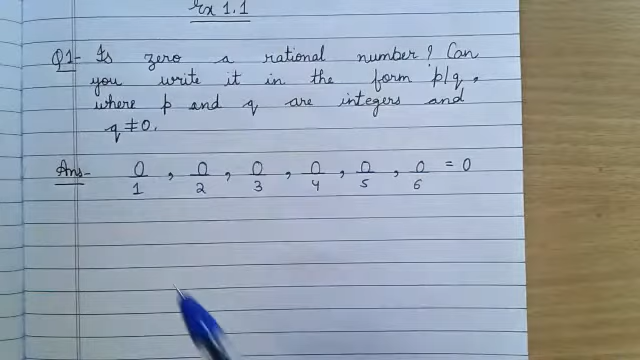 Ex 1.1
Q1- Is zero a rational number? Can
you write it in the form p/q,
where p and q are integers and
q ≠ 0.
Ans- 0/1, 0/2, 0/3, 0/4, 0/5, 0/6 = 0